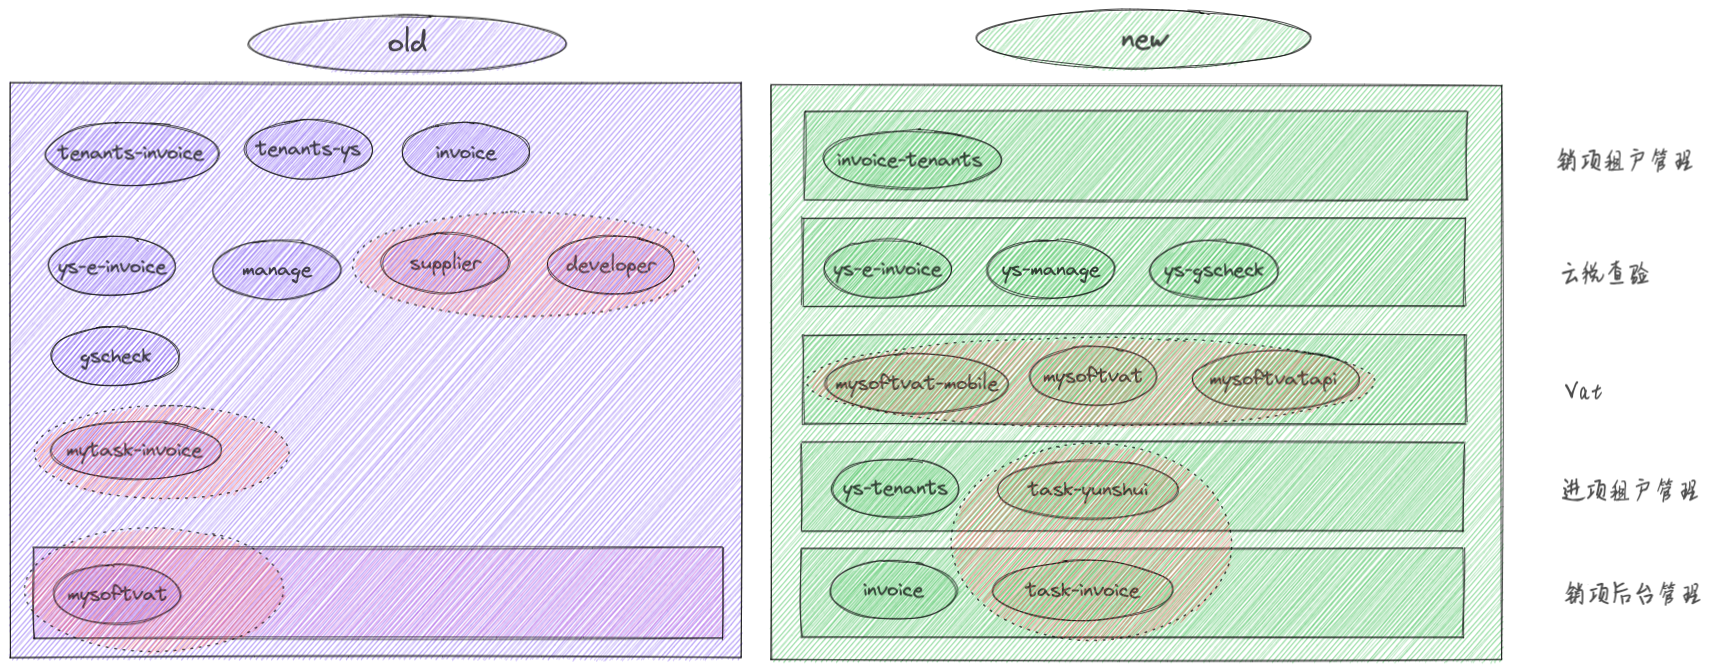 old
tenants-invoice
tenants-ys
invoice
ys-e-invoice
manage
supplier
developer
gscheck
mytask-invoice
mysoftvat
new
invoice-tenants
销项租户管理
ys-e-invoice
ys-manage
ys-gscheck
云税查验
mysoftvat-mobile
mysoftvat
mysoftvatapi
Vat
ys-tenants
task-yunshui
进项租户管理
invoice
task-invoice
销项后台管理